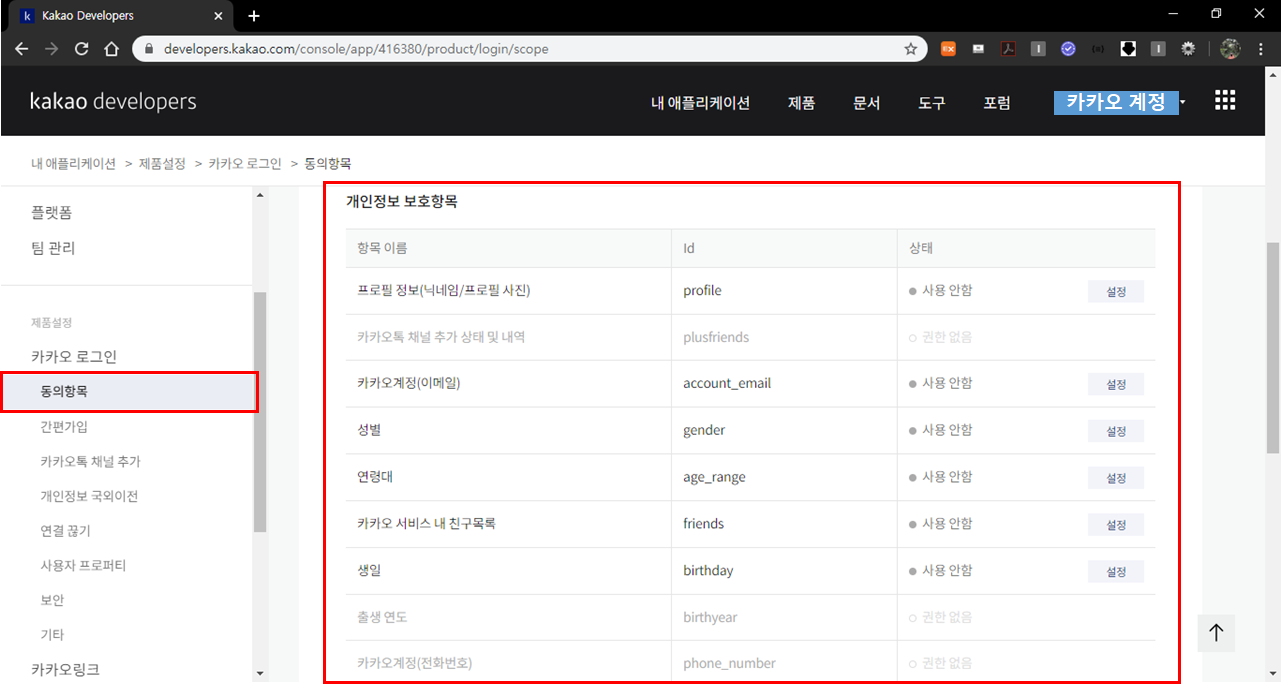 Kakao Developers
developers.kakao.com/console/app/416380/product/login/scope
kakao developers
내 애플리케이션
제품
문서
도구
포럼
카카오 계정
내 애플리케이션 > 제품설정 > 카카오 로그인 > 동의항목
플랫폼
팀 관리
제품설정
카카오 로그인
동의항목
간편가입
카카오톡 채널 추가
개인정보 국외이전
연결 끊기
사용자 프로퍼티
보안
기타
카카오링크
개인정보 보호항목
항목 이름 Id 상태
프로필 정보(닉네임/프로필 사진) profile 사용 안함 설정
카카오톡 채널 추가 상태 및 내역 plusfriends 권한 없음
카카오계정(이메일) account_email 사용 안함 설정
성별 gender 사용 안함 설정
연령대 age_range 사용 안함 설정
카카오 서비스 내 친구목록 friends 사용 안함 설정
생일 birthday 사용 안함 설정
출생 연도 birthyear 권한 없음
카카오계정(전화번호) phone_number 권한 없음